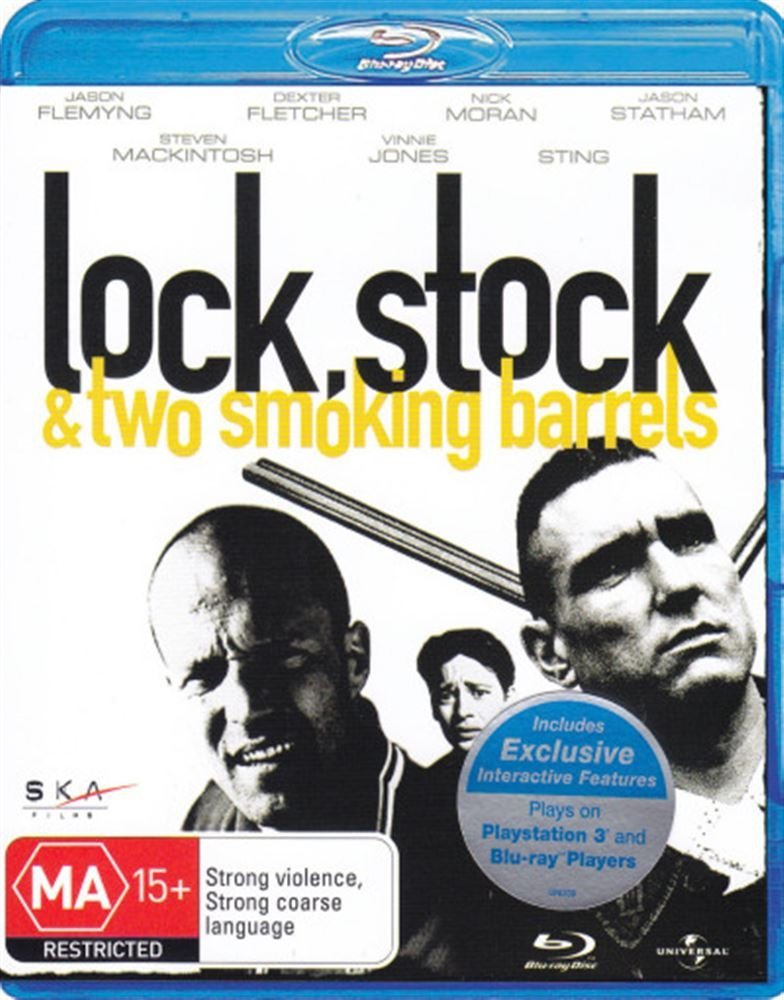 Blu-ray Disc
JASON FLEMYNG
DEXTER FLETCHER
NICK MORAN
JASON STATHAM
STEVEN MACKINTOSH
VINNIE JONES
STING
lock, stock
& two smoking barrels
Includes
Exclusive
Interactive Features
Plays on
Playstation 3® and
Blu-ray™ Players
SKA
FILMS
MA 15+
RESTRICTED
Strong violence,
Strong coarse
language
Blu-ray Disc
UNIVERSAL